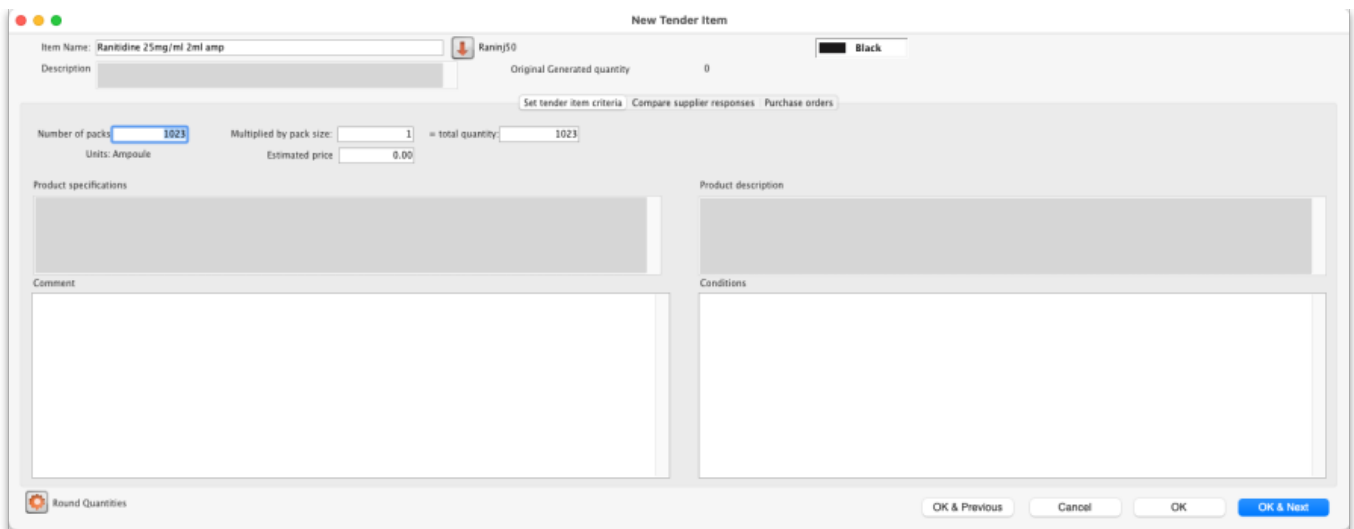 New Tender Item
Item Name: Ranitidine 25mg/ml 2ml amp Raninj50 Black
Description Original Generated quantity 0
Set tender item criteria Compare supplier responses Purchase orders
Number of packs 1023 Multiplied by pack size: 1 = total quantity: 1023
Units: Ampoule Estimated price 0.00
Product specifications Product description
Comment Conditions
Round Quantities OK & Previous Cancel OK OK & Next